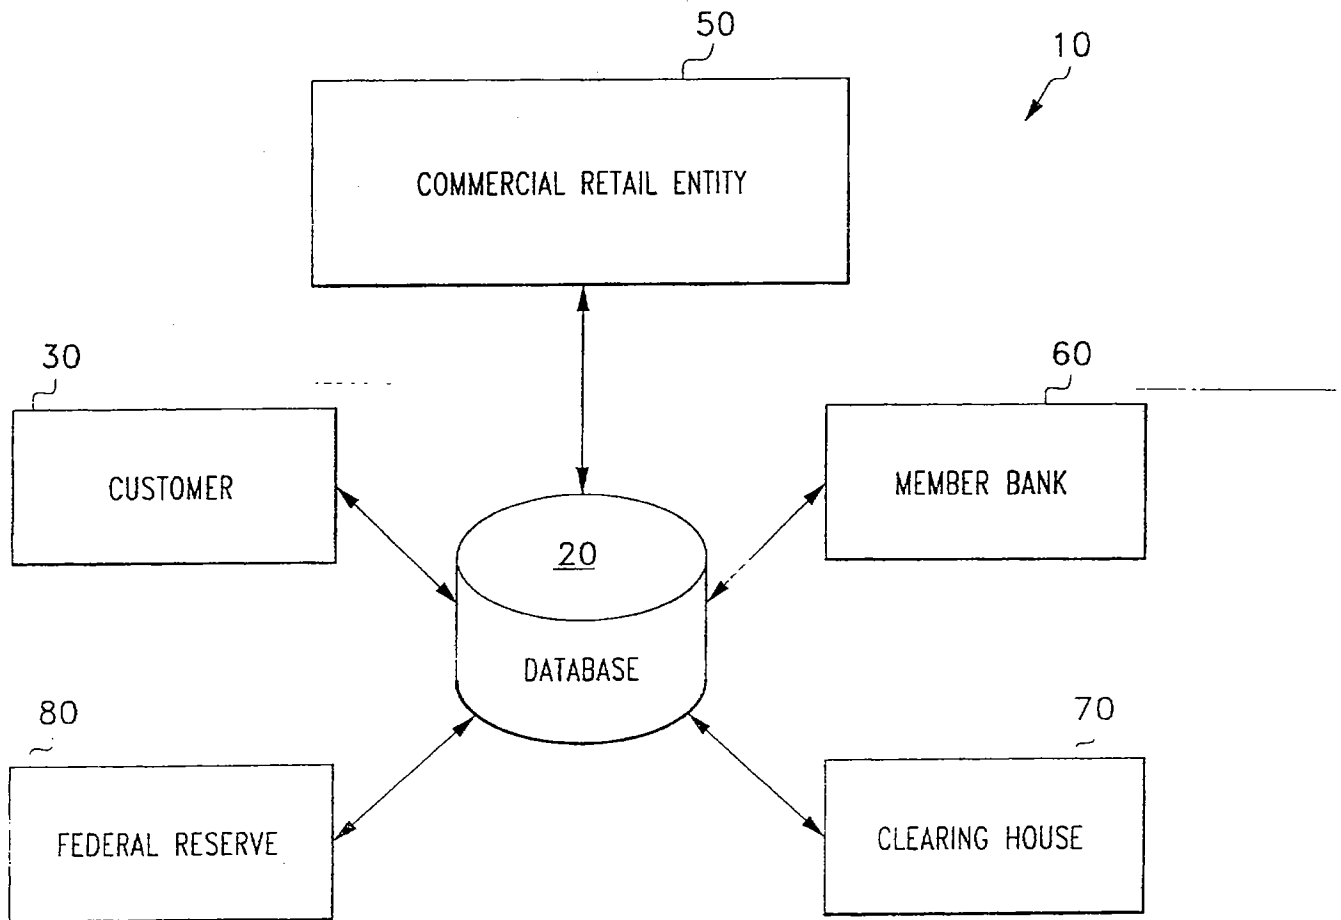 50
10
COMMERCIAL RETAIL ENTITY
30
60
CUSTOMER
MEMBER BANK
20
DATABASE
80
70
FEDERAL RESERVE
CLEARING HOUSE